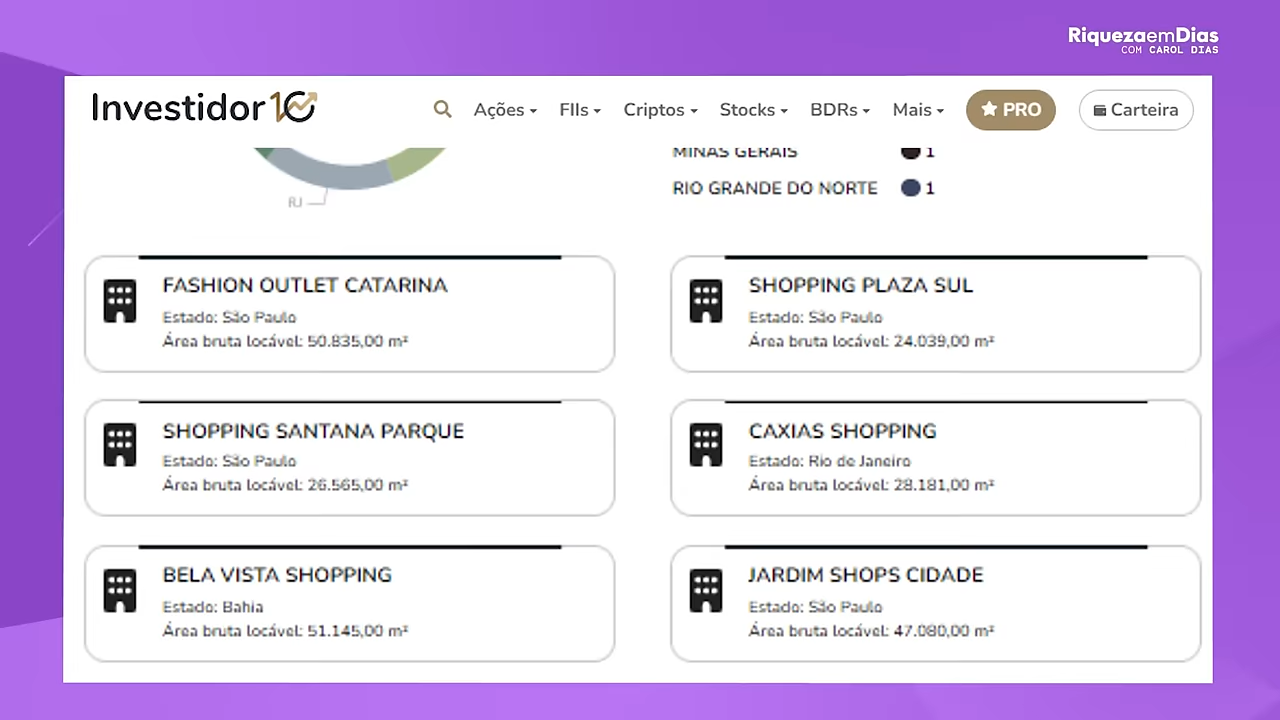 RiquezaemDias
COM CAROL DIAS
Investidor10
Ações
FIIs
Criptos
Stocks
BDRs
Mais
PRO
Carteira
MINAS GERAIS 1
RIO GRANDE DO NORTE 1
RJ
FASHION OUTLET CATARINA
Estado: São Paulo
Área bruta locável: 50.835,00 m²
SHOPPING PLAZA SUL
Estado: São Paulo
Área bruta locável: 24.039,00 m²
SHOPPING SANTANA PARQUE
Estado: São Paulo
Área bruta locável: 26.565,00 m²
CAXIAS SHOPPING
Estado: Rio de Janeiro
Área bruta locável: 28.181,00 m²
BELA VISTA SHOPPING
Estado: Bahia
Área bruta locável: 51.145,00 m²
JARDIM SHOPS CIDADE
Estado: São Paulo
Área bruta locável: 47.080,00 m²